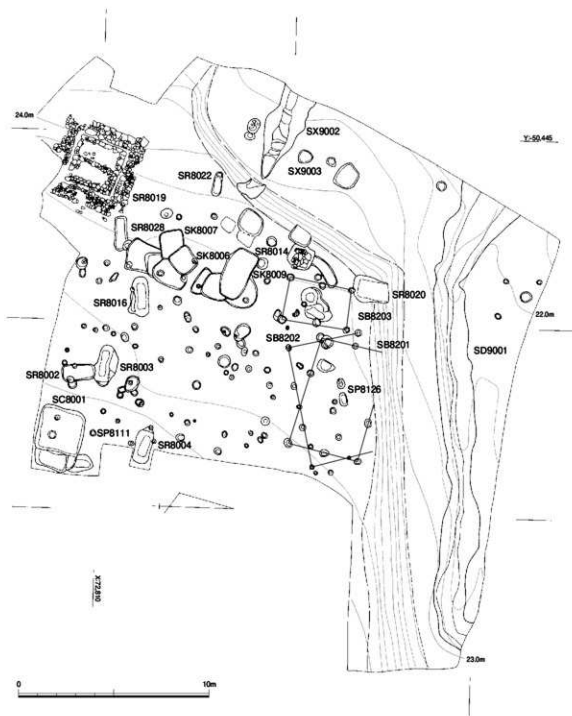 24.0m
SX9002
Y:-50.445
SX9003
SR8022
SR8019
SR8028
SK8007
SR8014
SK8006
SK8009
SR8020
SR8016
SB8203
22.0m
SB8202
SB8201
SD9001
SR8003
SR8002
SP8126
SC8001
SP8111
SR8004
X:72.810
23.0m
0
10m